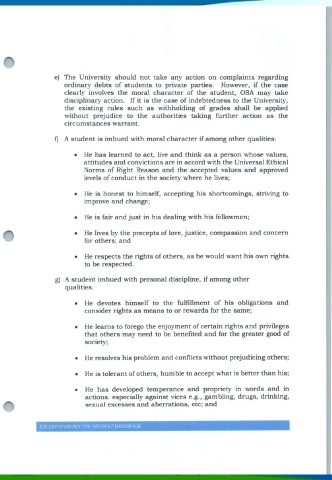 e) The University should not take any action on complaints regarding
ordinary debts of students to private parties. However, if the case
clearly involves the moral character of the student, OSA may take
disciplinary action. If it is the case of indebtedness to the University,
the existing rules such as withholding of grades shall be applied
without prejudice to the authorities taking further action as the
circumstances warrant.
f) A student is imbued with moral character if among other qualities:
• He has learned to act, live and think as a person whose values,
attitudes and convictions are in accord with the Universal Ethical
Norms of Right Reason and the accepted values and approved
levels of conduct in the society where he lives;
• He is honest to himself, accepting his shortcomings, striving to
improve and change;
• He is fair and just in his dealing with his fellowmen;
• He lives by the precepts of love, justice, compassion and concern
for others; and
• He respects the rights of others, as he would want his own rights
to be respected.
g) A student imbued with personal discipline, if among other
qualities.
• He devotes himself to the fulfillment of his obligations and
consider rights as means to or rewards for the same;
• He learns to forego the enjoyment of certain rights and privileges
that others may need to be benefited and for the greater good of
society;
• He resolves his problem and conflicts without prejudicing others;
• He is tolerant of others, humble to accept what is better than his;
• He has developed temperance and propriety in words and in
actions. especially against vices e.g., gambling, drugs, drinking,
sexual excesses and aberrations, etc; and
EXCERPTS FROM THE STUDENT HANDBOOK